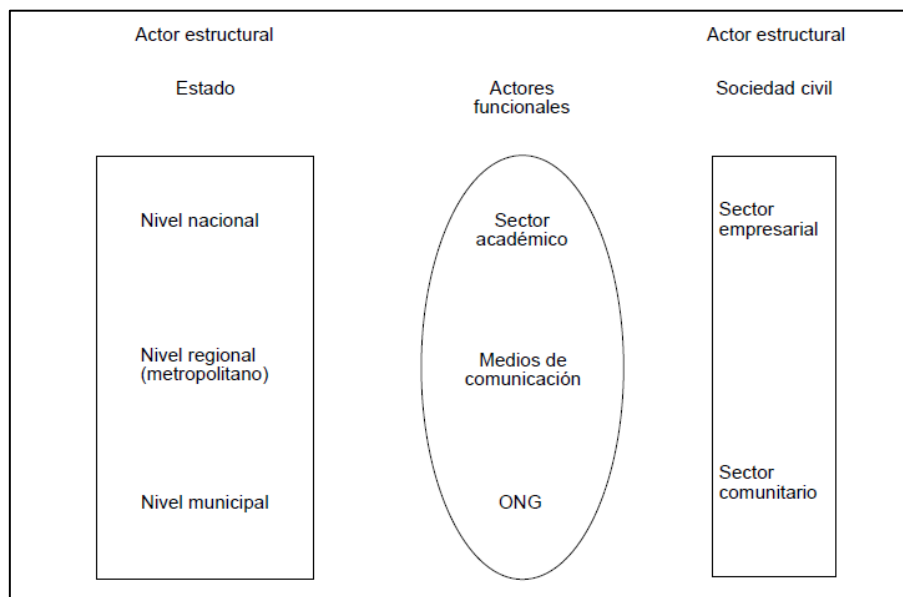 Actor estructural
Actor estructural
Estado
Actores
funcionales
Sociedad civil
Nivel nacional
Sector
académico
Sector
empresarial
Nivel regional
(metropolitano)
Medios de
comunicación
Nivel municipal
ONG
Sector
comunitario